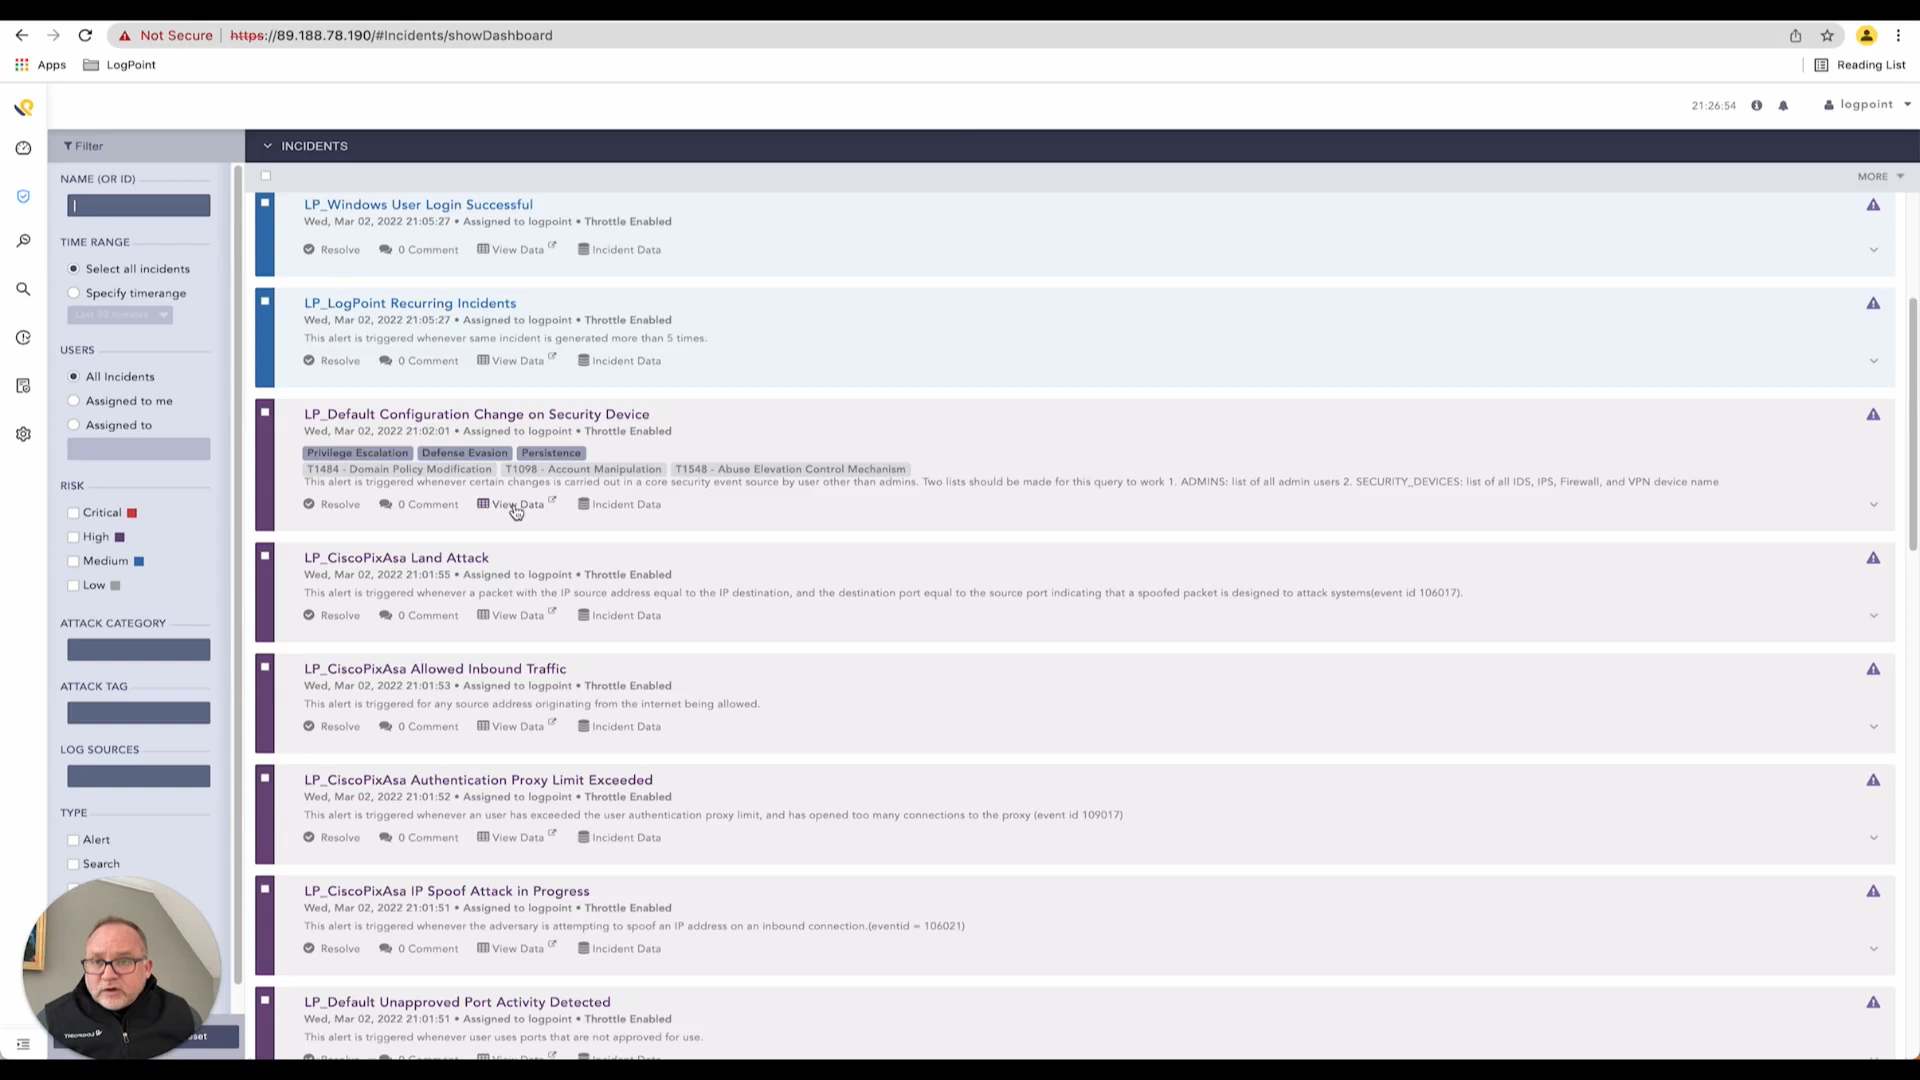 Not Secure https://89.188.78.190/#Incidents/showDashboard
Apps LogPoint Reading List
21:26:54 logpoint
Filter
NAME (OR ID)
TIME RANGE
Select all incidents
Specify timerange
Last 30 minutes
USERS
All Incidents
Assigned to me
Assigned to
RISK
Critical
High
Medium
Low
ATTACK CATEGORY
ATTACK TAG
LOG SOURCES
TYPE
Alert
Search
INCIDENTS
MORE
LP_Windows User Login Successful
Wed, Mar 02, 2022 21:05:27 • Assigned to logpoint • Throttle Enabled
Resolve 0 Comment View Data Incident Data
LP_LogPoint Recurring Incidents
Wed, Mar 02, 2022 21:05:27 • Assigned to logpoint • Throttle Enabled
This alert is triggered whenever same incident is generated more than 5 times.
Resolve 0 Comment View Data Incident Data
LP_Default Configuration Change on Security Device
Wed, Mar 02, 2022 21:02:01 • Assigned to logpoint • Throttle Enabled
Privilege Escalation Defense Evasion Persistence
T1484 - Domain Policy Modification T1098 - Account Manipulation T1548 - Abuse Elevation Control Mechanism
This alert is triggered whenever certain changes is carried out in a core security event source by user other than admins. Two lists should be made for this query to work 1. ADMINS: list of all admin users 2. SECURITY_DEVICES: list of all IDS, IPS, Firewall, and VPN device name
Resolve 0 Comment View Data Incident Data
LP_CiscoPixAsa Land Attack
Wed, Mar 02, 2022 21:01:55 • Assigned to logpoint • Throttle Enabled
This alert is triggered whenever a packet with the IP source address equal to the IP destination, and the destination port equal to the source port indicating that a spoofed packet is designed to attack systems(event id 106017).
Resolve 0 Comment View Data Incident Data
LP_CiscoPixAsa Allowed Inbound Traffic
Wed, Mar 02, 2022 21:01:53 • Assigned to logpoint • Throttle Enabled
This alert is triggered for any source address originating from the internet being allowed.
Resolve 0 Comment View Data Incident Data
LP_CiscoPixAsa Authentication Proxy Limit Exceeded
Wed, Mar 02, 2022 21:01:52 • Assigned to logpoint • Throttle Enabled
This alert is triggered whenever an user has exceeded the user authentication proxy limit, and has opened too many connections to the proxy (event id 109017)
Resolve 0 Comment View Data Incident Data
LP_CiscoPixAsa IP Spoof Attack in Progress
Wed, Mar 02, 2022 21:01:51 • Assigned to logpoint • Throttle Enabled
This alert is triggered whenever the adversary is attempting to spoof an IP address on an inbound connection.(eventid = 106021)
Resolve 0 Comment View Data Incident Data
LP_Default Unapproved Port Activity Detected
Wed, Mar 02, 2022 21:01:51 • Assigned to logpoint • Throttle Enabled
This alert is triggered whenever user uses ports that are not approved for use.
Resolve 0 Comment View Data Incident Data